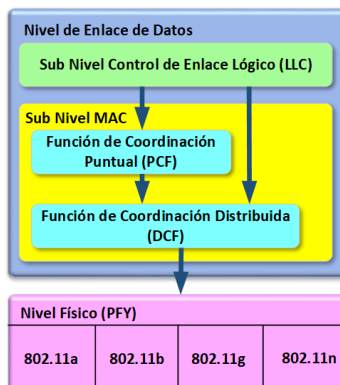 Nivel de Enlace de Datos
Sub Nivel Control de Enlace Lógico (LLC)
Sub Nivel MAC
Función de Coordinación
Puntual (PCF)
Función de Coordinación Distribuida
(DCF)
Nivel Físico (PFY)
802.11a 802.11b 802.11g 802.11n